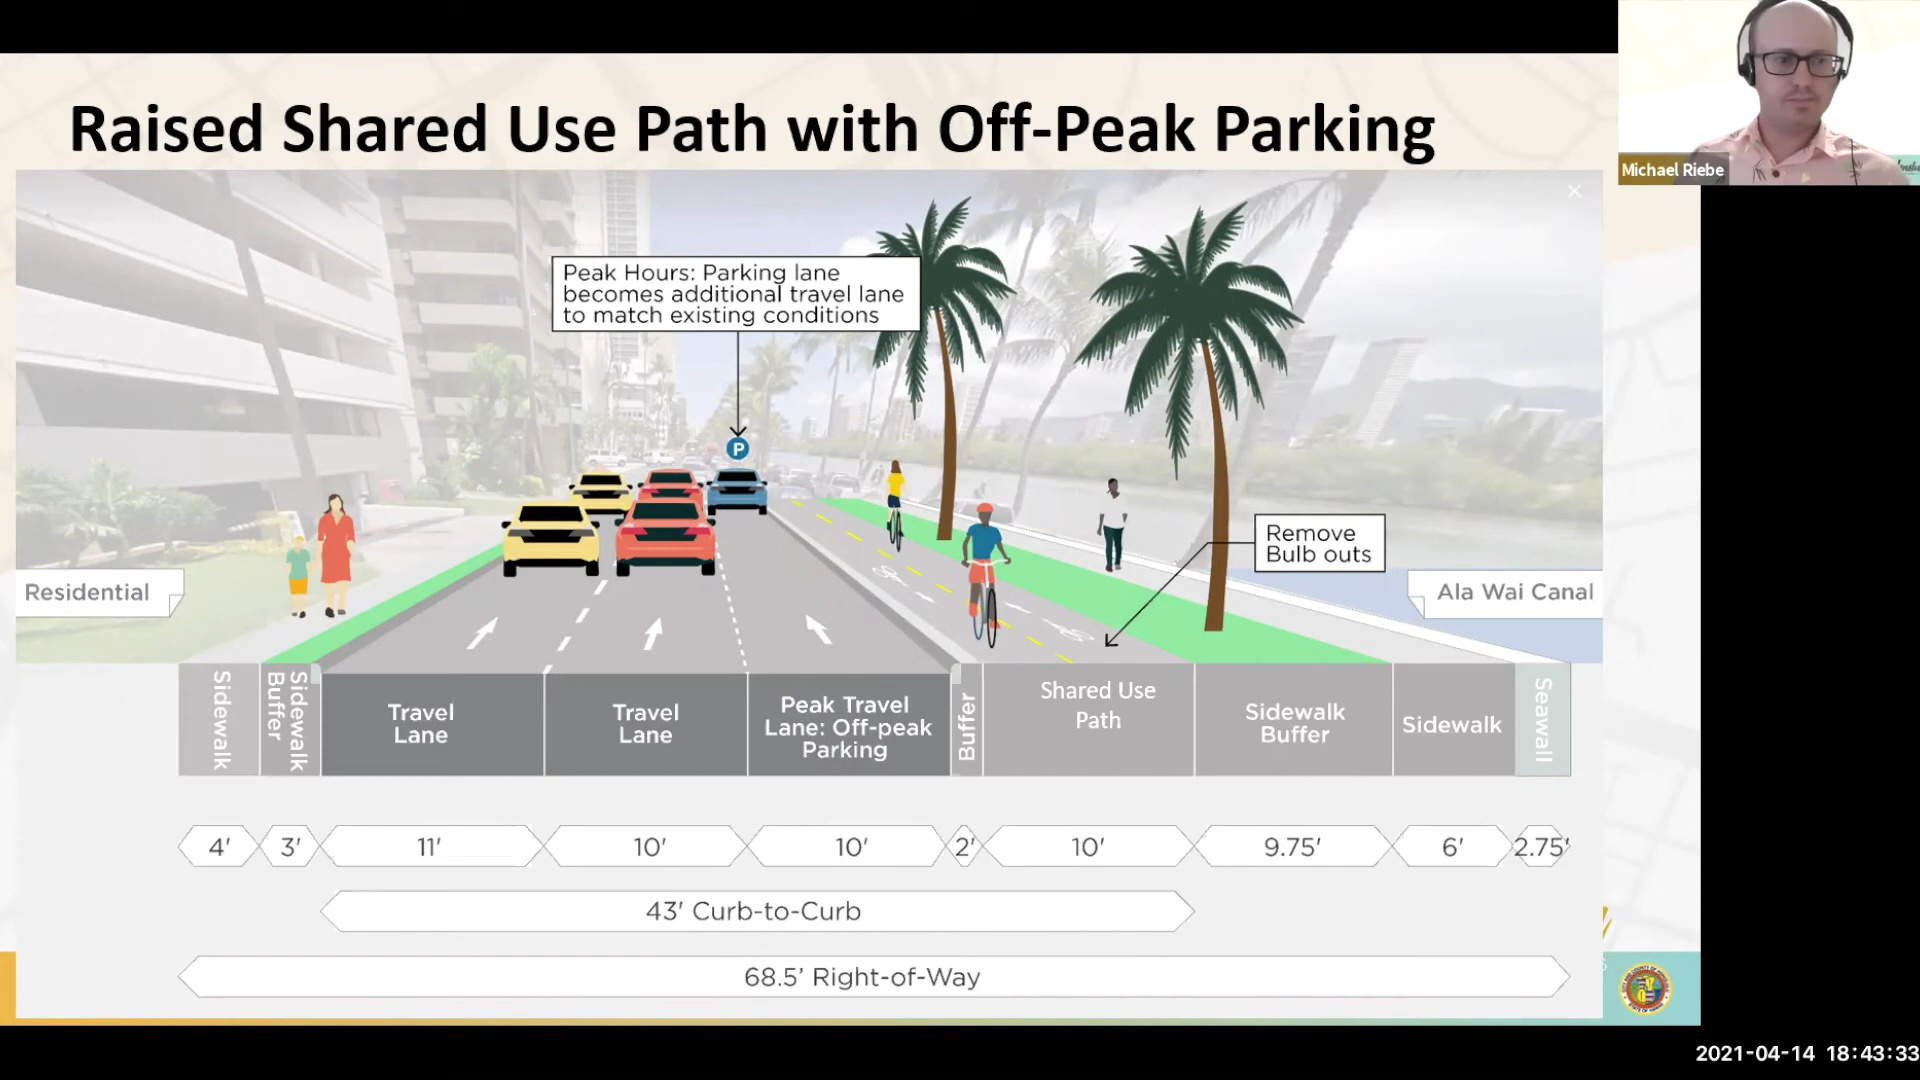 Raised Shared Use Path with Off-Peak Parking
Michael Riebe
Peak Hours: Parking lane
becomes additional travel lane
to match existing conditions
P
Remove
Bulb outs
Residential
Ala Wai Canal
Sidewalk
Sidewalk
Buffer
Travel
Lane
Travel
Lane
Peak Travel
Lane: Off-peak
Parking
Buffer
Shared Use
Path
Sidewalk
Buffer
Sidewalk
Seawall
4' 3' 11' 10' 10' 2' 10' 9.75' 6' 2.75'
43' Curb-to-Curb
68.5’ Right-of-Way
2021-04-14 18:43:33